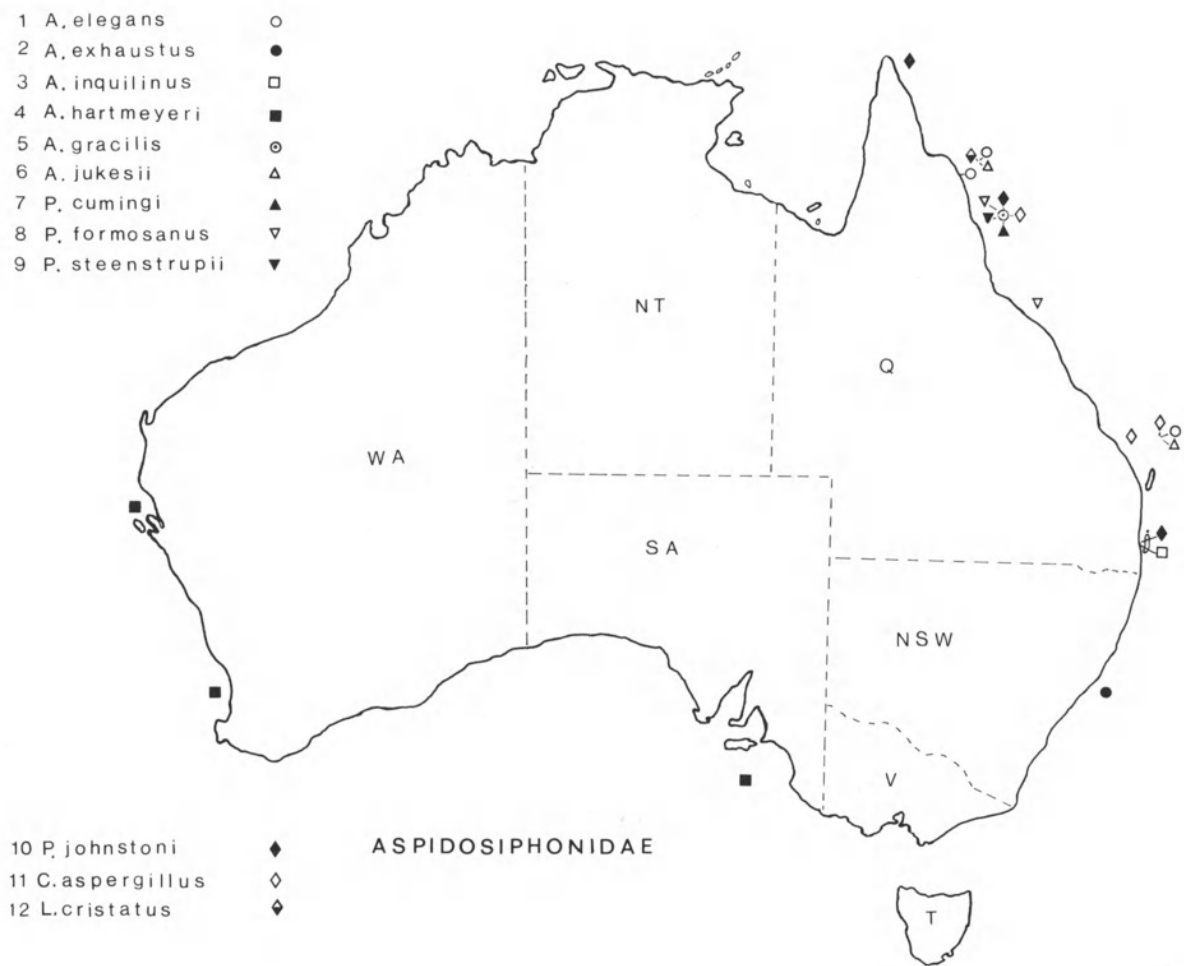 1 A. elegans ○
2 A. exhaustus ●
3 A. inquilinus □
4 A. hartmeyeri ■
5 A. gracilis ⊙
6 A. jukesii △
7 P. cumingi ▲
8 P. formosanus ▽
9 P. steenstrupii ▼
NT
Q
WA
SA
NSW
V
10 P. johnstoni ◆
11 C. aspergillus ◇
12 L. cristatus ⬙
ASPIDOSIPHONIDAE
T